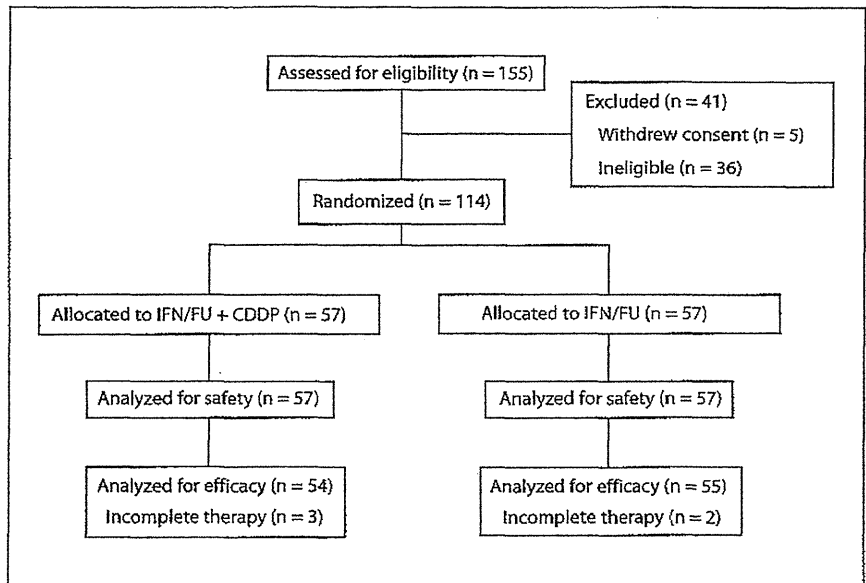 Assessed for eligibility (n = 155)
Excluded (n = 41)
Withdrew consent (n = 5)
Ineligible (n = 36)
Randomized (n = 114)
Allocated to IFN/FU + CDDP (n = 57)
Allocated to IFN/FU (n = 57)
Analyzed for safety (n = 57)
Analyzed for safety (n = 57)
Analyzed for efficacy (n = 54)
Incomplete therapy (n = 3)
Analyzed for efficacy (n = 55)
Incomplete therapy (n = 2)